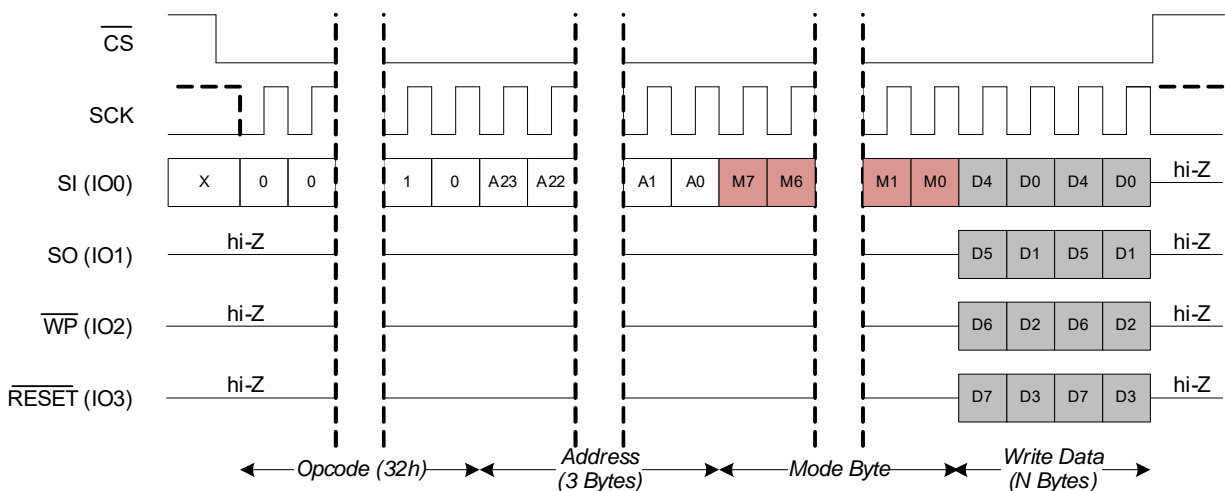 CS
SCK
SI (IO0) X 0 0 1 0 A23 A22 A1 A0 M7 M6 M1 M0 D4 D0 D4 D0 hi-Z
SO (IO1) hi-Z D5 D1 D5 D1 hi-Z
WP (IO2) hi-Z D6 D2 D6 D2 hi-Z
RESET (IO3) hi-Z D7 D3 D7 D3 hi-Z
Opcode (32h) Address Mode Byte Write Data
(3 Bytes) (N Bytes)